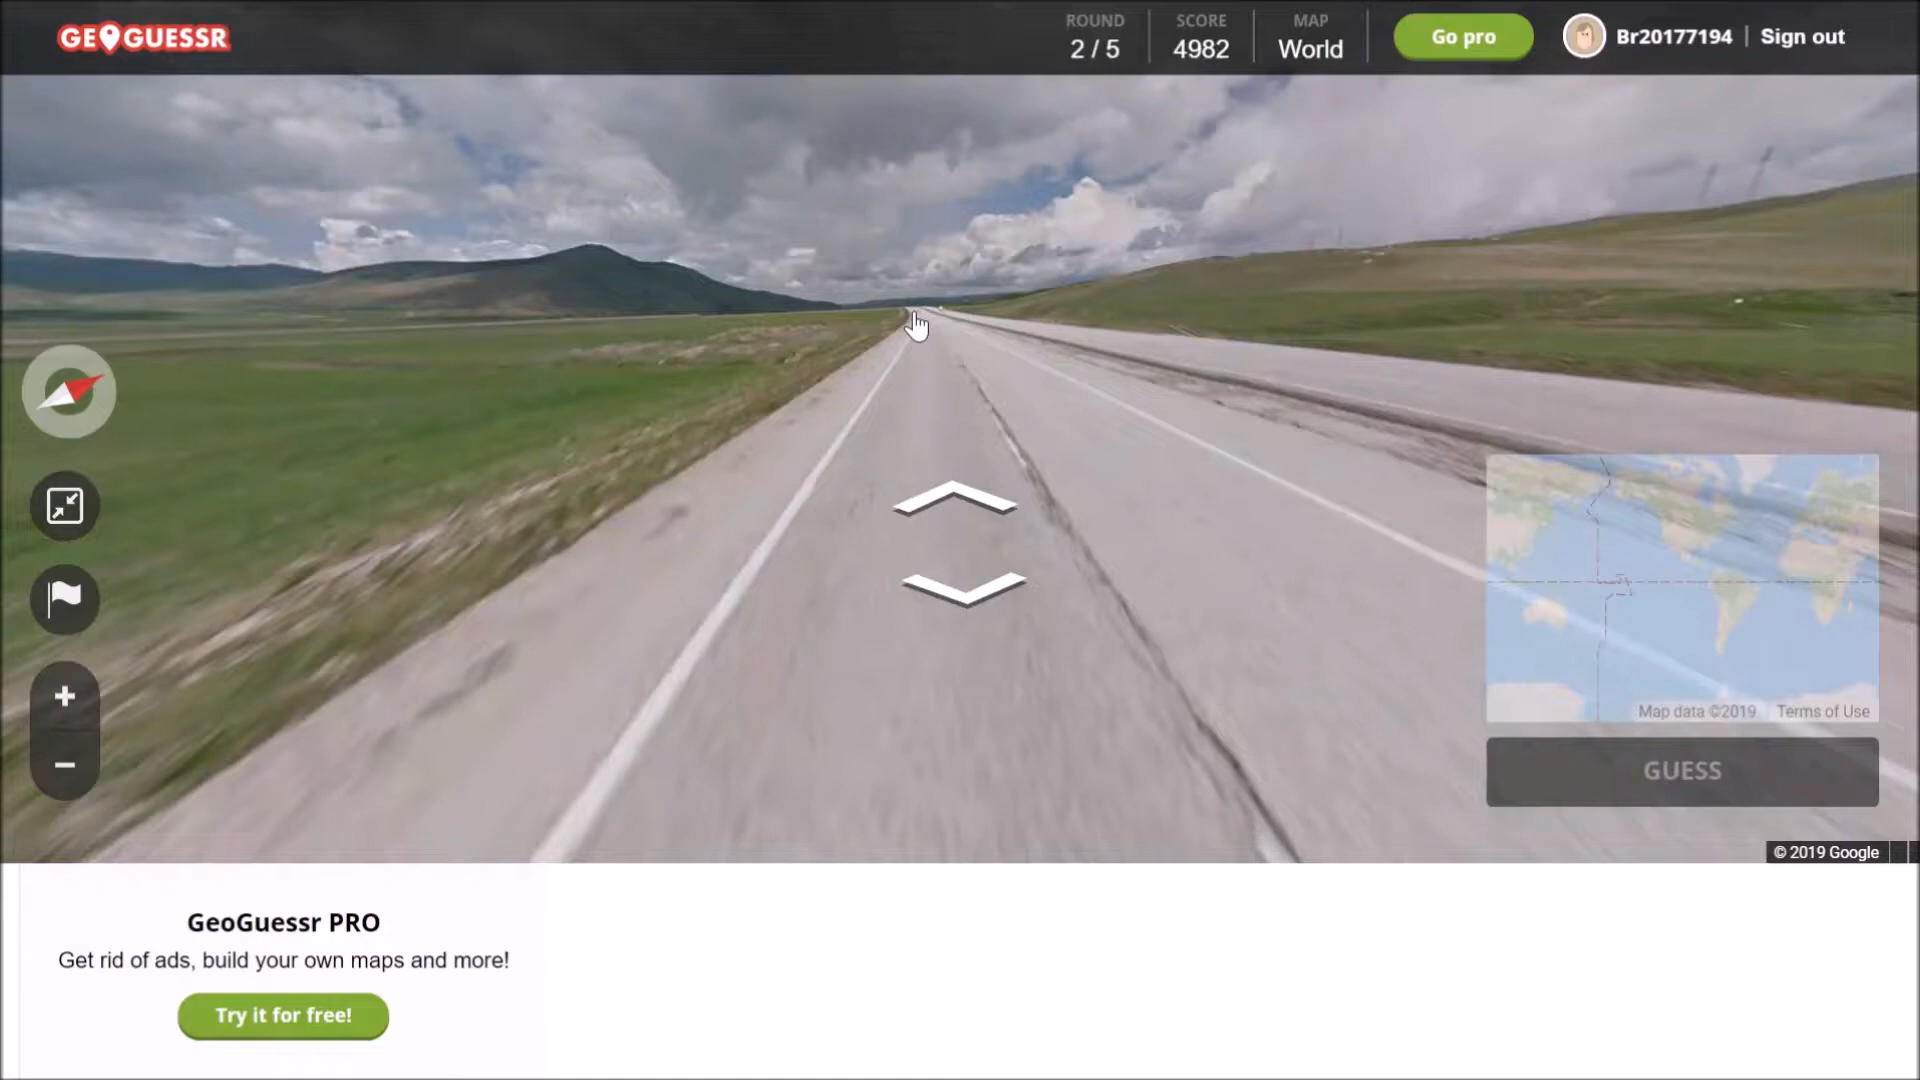 GEOGUESSR
ROUND
2 / 5
SCORE
4982
MAP
World
Go pro
Br20177194 | Sign out
Map data ©2019 Terms of Use
GUESS
© 2019 Google
GeoGuessr PRO
Get rid of ads, build your own maps and more!
Try it for free!